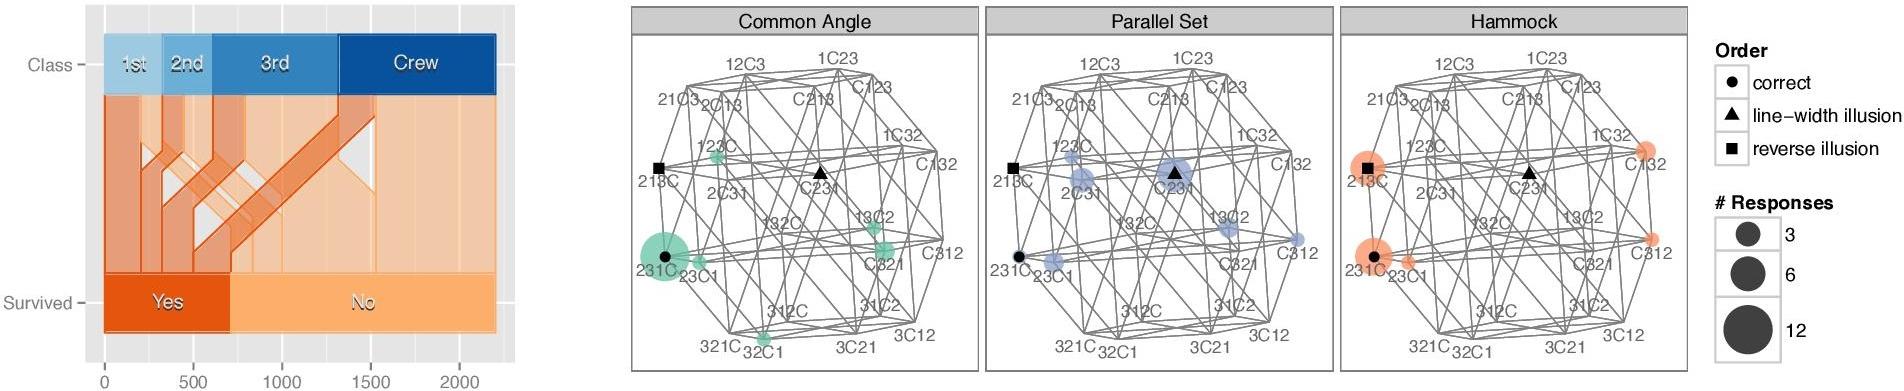 Class
1st 2nd 3rd Crew
Survived
Yes No
0 500 1000 1500 2000
Common Angle
12C3 1C23
C123
21C3 2C13 C213
1C32
123C C132
213C 2C31 C231
132C 13C2
C312
231C 23C1 C321
312C 31C2
3C12
321C 32C1 3C21
Parallel Set
12C3 1C23
C123
21C3 2C13 C213
1C32
123C C132
213C 2C31 C231
132C 13C2
C312
231C 23C1 C321
312C 31C2
3C12
321C 32C1 3C21
Hammock
12C3 1C23
C123
21C3 2C13 C213
1C32
123C C132
213C 2C31 C231
132C 13C2
C312
231C 23C1 C321
312C 31C2
3C12
321C 32C1 3C21
Order
correct
line−width illusion
reverse illusion
# Responses
3
6
12